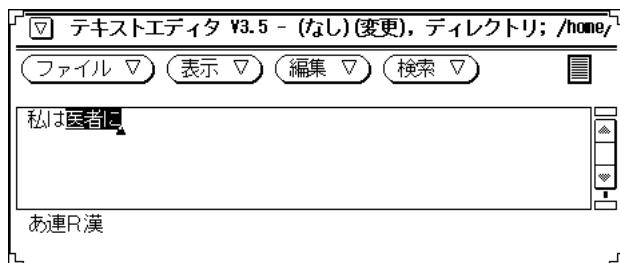 テキストエディタ V3.5 - (なし)(変更), ディレクトリ; /home/
ファイル ▽ 表示 ▽ 編集 ▽ 検索 ▽
私は医者に
あ連R漢